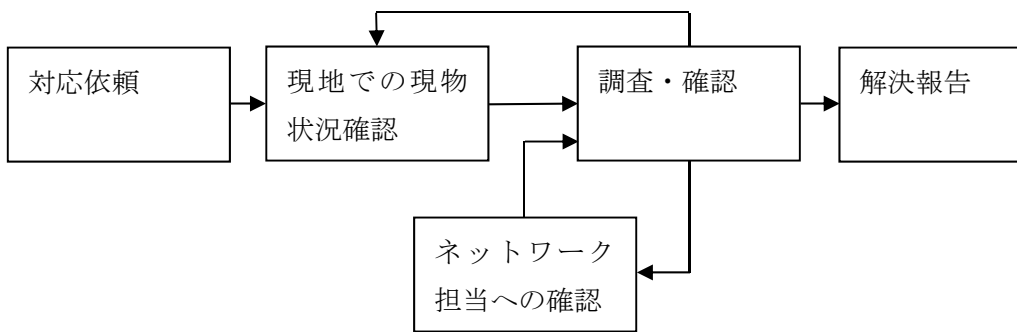 対応依頼
現地での現物
状況確認
調査・確認
解決報告
ネットワーク
担当への確認